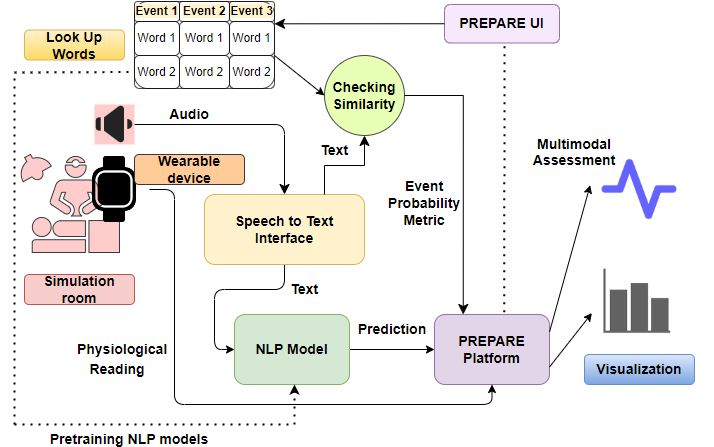 Event 1 Event 2 Event 3
Word 1 Word 1 Word 1
Word 2 Word 2 Word 2
PREPARE UI
Look Up
Words
Checking
Similarity
Audio
Text
Multimodal
Assessment
Wearable
device
Event
Probability
Metric
Speech to Text
Interface
Simulation
room
Text
Prediction
NLP Model
PREPARE
Platform
Physiological
Reading
Visualization
Pretraining NLP models